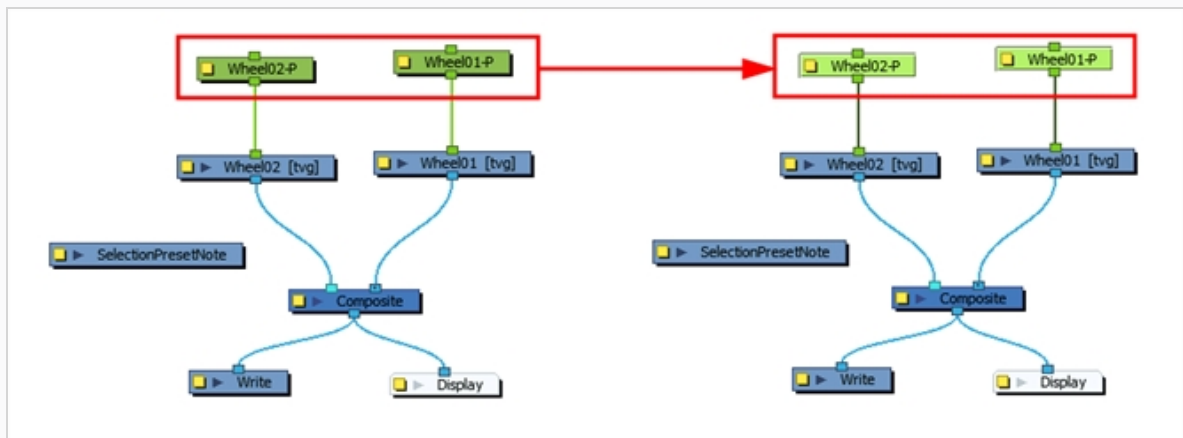 Wheel02-P
Wheel01-P
Wheel02 [tvg]
Wheel01 [tvg]
SelectionPresetNote
Composite
Write
Display
Wheel02-P
Wheel01-P
Wheel02 [tvg]
Wheel01 [tvg]
SelectionPresetNote
Composite
Write
Display